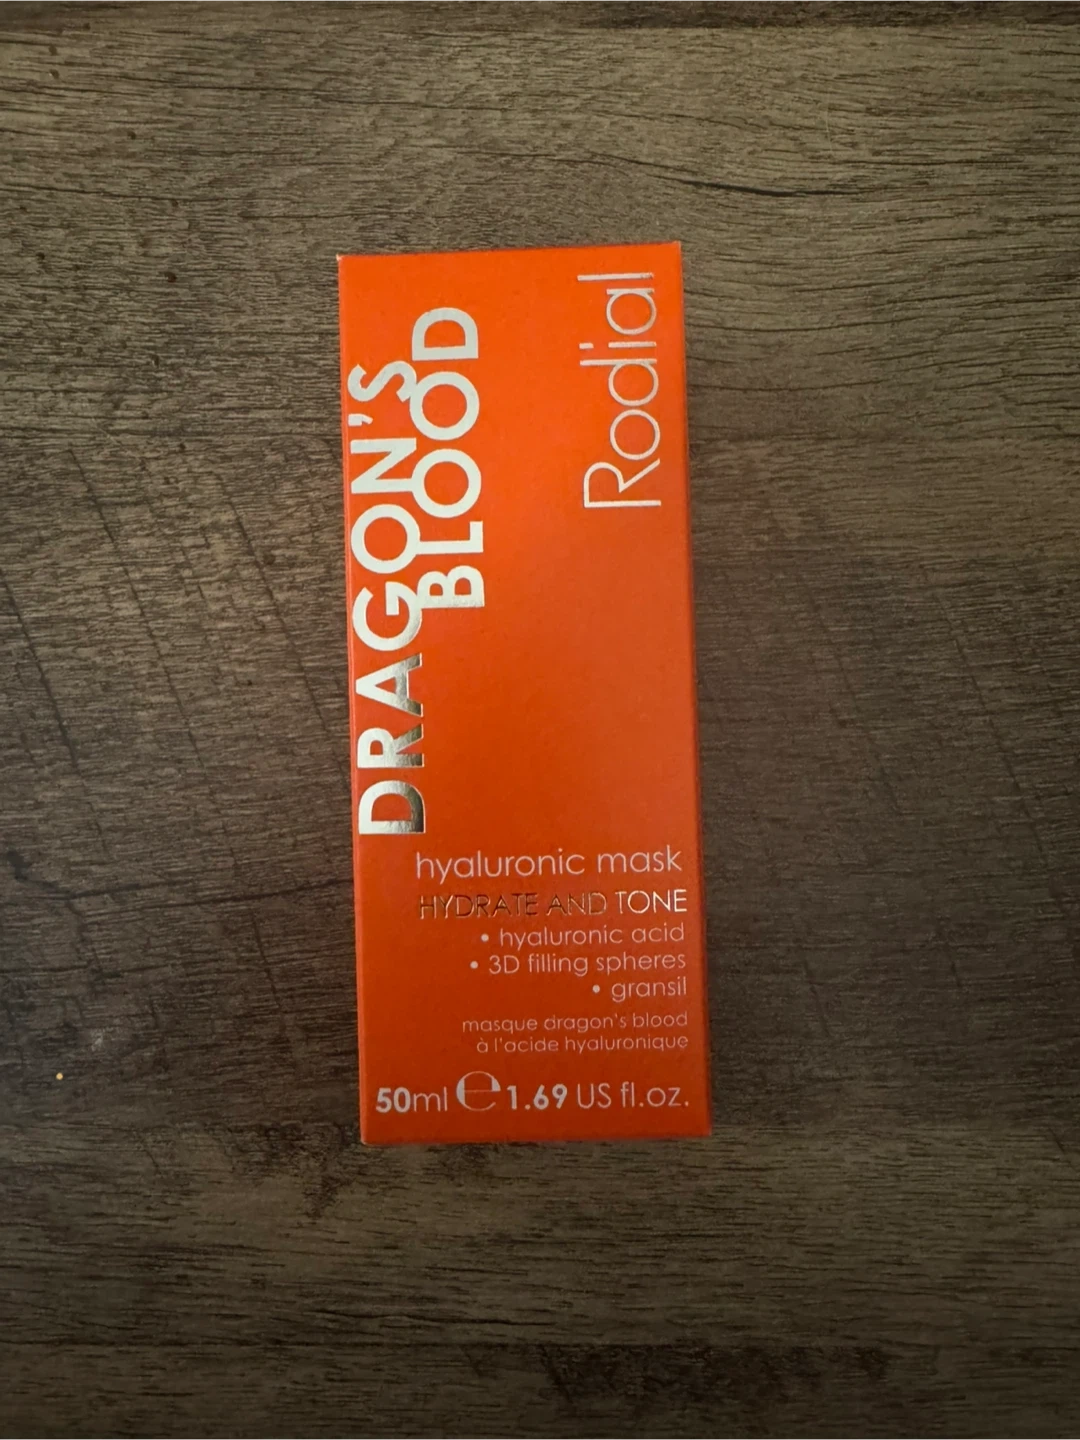 DRAGON'S
BLOOD
Rodial
hyaluronic mask
HYDRATE AND TONE
• hyaluronic acid
• 3D filling spheres
• gransil
masque dragon's blood
à l'acide hyaluronique
50ml ℮ 1.69 US fl.oz.